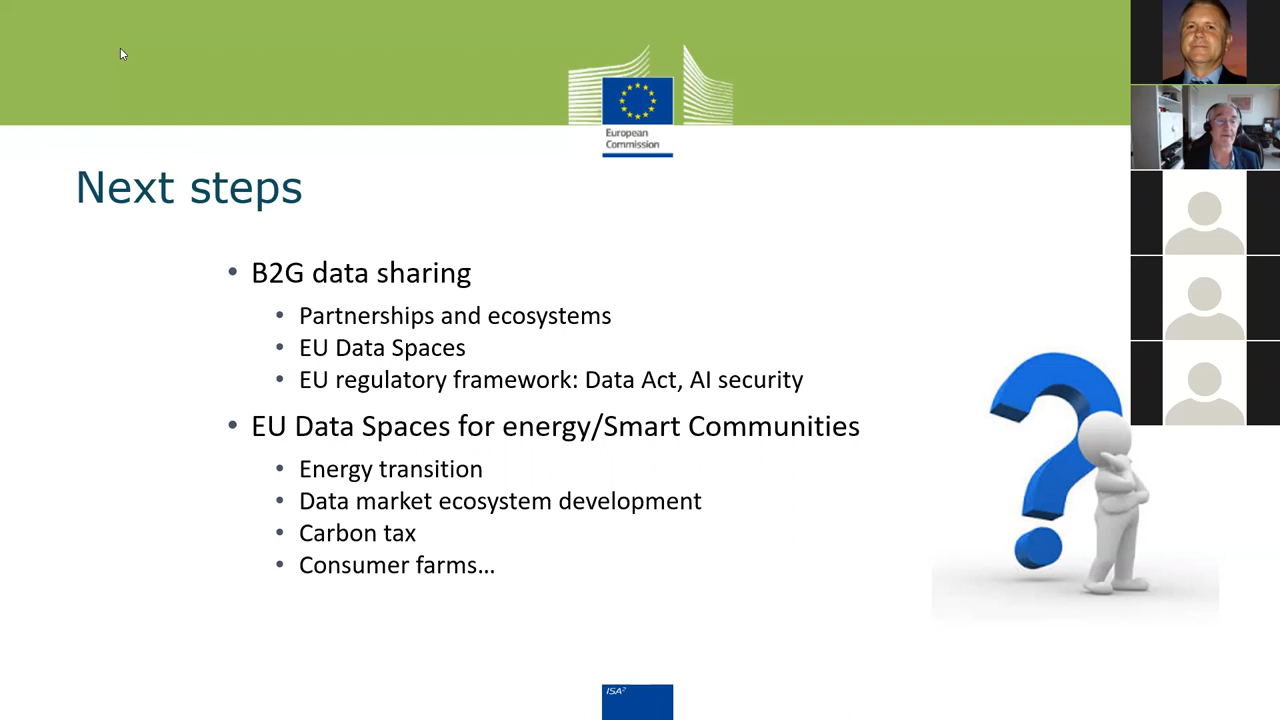 European
Commission
Next steps
• B2G data sharing
• Partnerships and ecosystems
• EU Data Spaces
• EU regulatory framework: Data Act, AI security
• EU Data Spaces for energy/Smart Communities
• Energy transition
• Data market ecosystem development
• Carbon tax
• Consumer farms...
ISA²